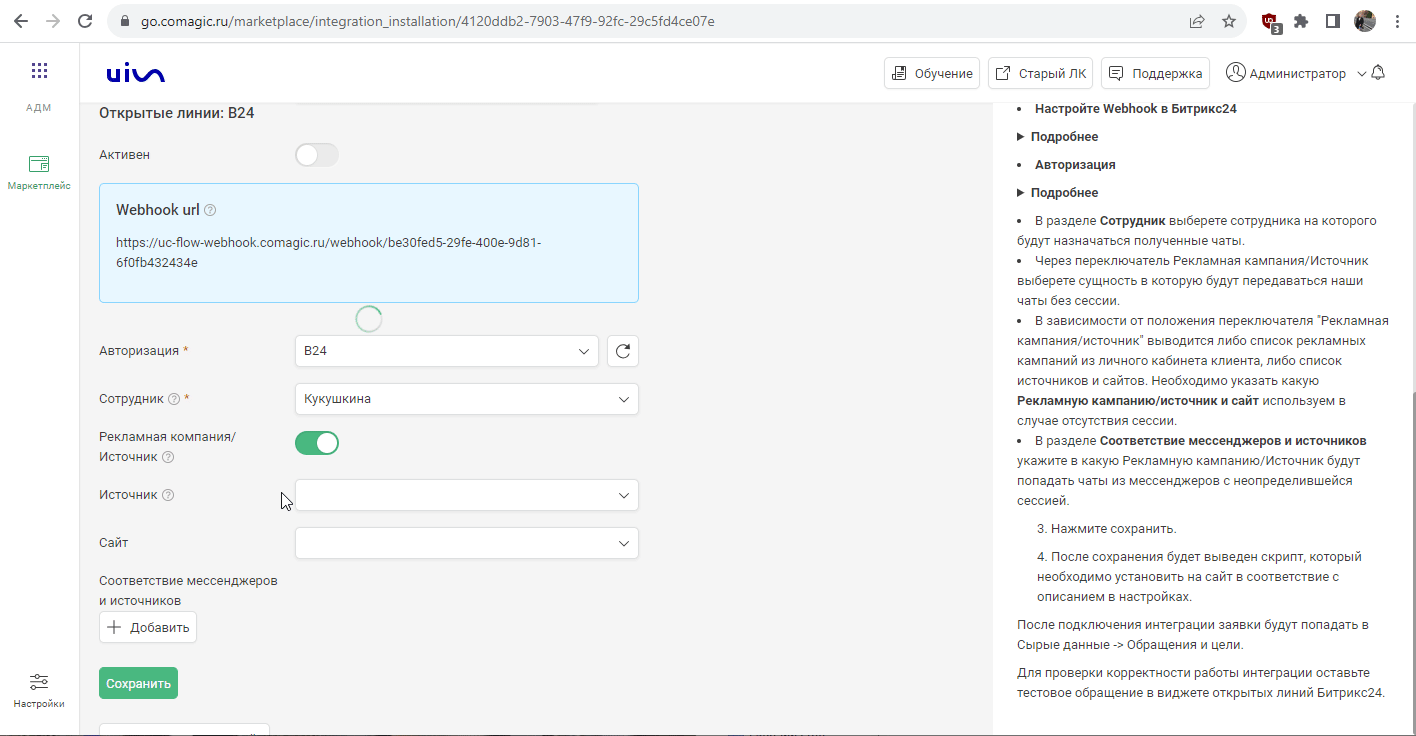 go.comagic.ru/marketplace/integration_installation/4120ddb2-7903-47f9-92fc-29c5fd4ce07e
3
АДМ
Маркетплейс
Настройки
uis
Обучение
Старый ЛК
Поддержка
Администратор
Открытые линии: B24
Активен
Webhook url
https://uc-flow-webhook.comagic.ru/webhook/be30fed5-29fe-400e-9d81-
6f0fb432434e
Авторизация *
B24
Сотрудник *
Кукушкина
Рекламная компания/
Источник
Источник
Сайт
Соответствие мессенджеров
и источников
Добавить
Сохранить
• Настройте Webhook в Битрикс24
Подробнее
• Авторизация
Подробнее
• В разделе Сотрудник выберете сотрудника на которого
будут назначаться полученные чаты.
• Через переключатель Рекламная кампания/Источник
выберете сущность в которую будут передаваться наши
чаты без сессии.
• В зависимости от положения переключателя "Рекламная
кампания/источник" выводится либо список рекламных
кампаний из личного кабинета клиента, либо список
источников и сайтов. Необходимо указать какую
Рекламную кампанию/источник и сайт используем в
случае отсутствия сессии.
• В разделе Соответствие мессенджеров и источников
укажите в какую Рекламную кампанию/Источник будут
попадать чаты из мессенджеров с неопределившейся
сессией.
3. Нажмите сохранить.
4. После сохранения будет выведен скрипт, который
необходимо установить на сайт в соответствие с
описанием в настройках.
После подключения интеграции заявки будут попадать в
Сырые данные -> Обращения и цели.
Для проверки корректности работы интеграции оставьте
тестовое обращение в виджете открытых линий Битрикс24.